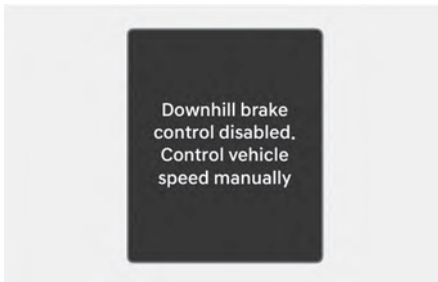 Downhill brake
control disabled.
Control vehicle
speed manually